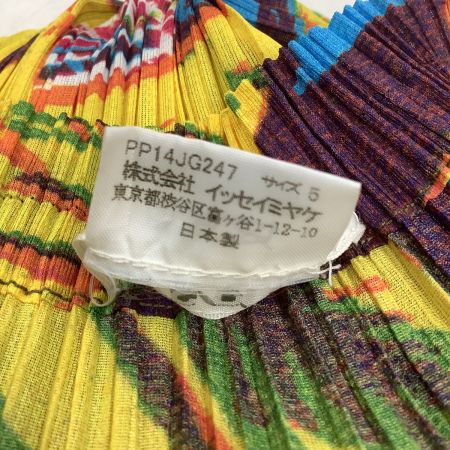 PP14JG247 サイズ 5
株式会社 イッセイミヤケ
東京都渋谷区富ヶ谷1-12-10
日本製